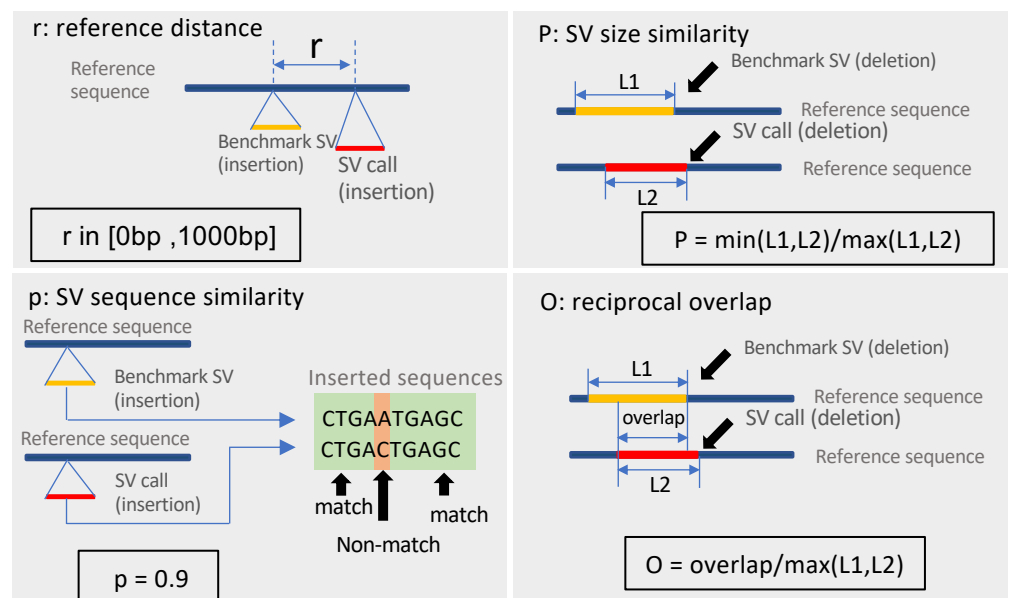 r: reference distance
r
Reference
sequence
Benchmark SV
(insertion)
SV call
(insertion)
r in [0bp ,1000bp]
P: SV size similarity
Benchmark SV (deletion)
L1
Reference sequence
SV call (deletion)
Reference sequence
L2
P = min(L1,L2)/max(L1,L2)
p: SV sequence similarity
Reference sequence
Benchmark SV
(insertion)
Reference sequence
SV call
(insertion)
Inserted sequences
CTGAATGAGC
CTGACTGAGC
match
match
Non-match
p = 0.9
O: reciprocal overlap
Benchmark SV (deletion)
L1
Reference sequence
overlap
SV call (deletion)
Reference sequence
L2
O = overlap/max(L1,L2)